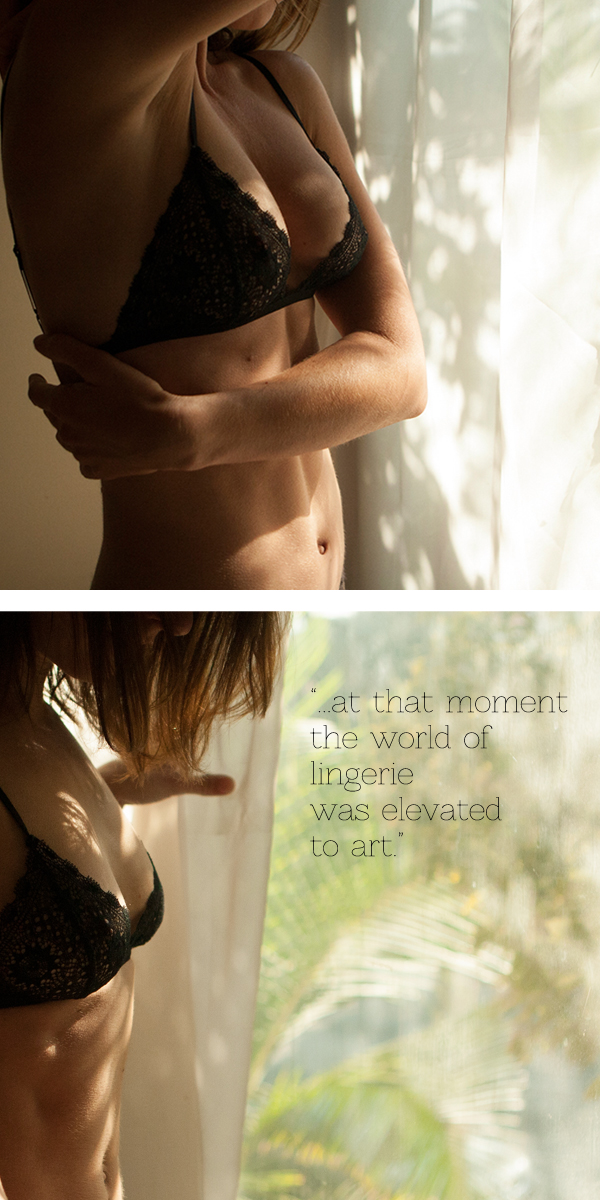 “...at that moment
the world of
lingerie
was elevated
to art.”